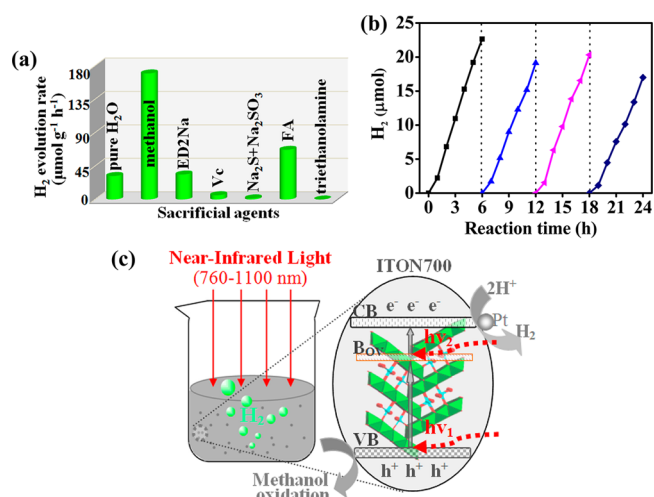 (a)
H₂ evolution rate
(μmol g⁻¹ h⁻¹)
180
135
90
45
0
pure H₂O
methanol
ED2Na
Vc
Na₂S+Na₂SO₃
FA
triethanolamine
Sacrificial agents
(b)
H₂ (μmol)
25
20
15
10
5
0
0 3 6 9 12 15 18 21 24
Reaction time (h)
(c)
Near-Infrared Light
(760-1100 nm)
H₂
Methanol
oxidation
ITON700
CB e⁻ e⁻ e⁻
2H⁺
Pt
H₂
hv₂
Bov
hv₁
VB
h⁺ h⁺ h⁺